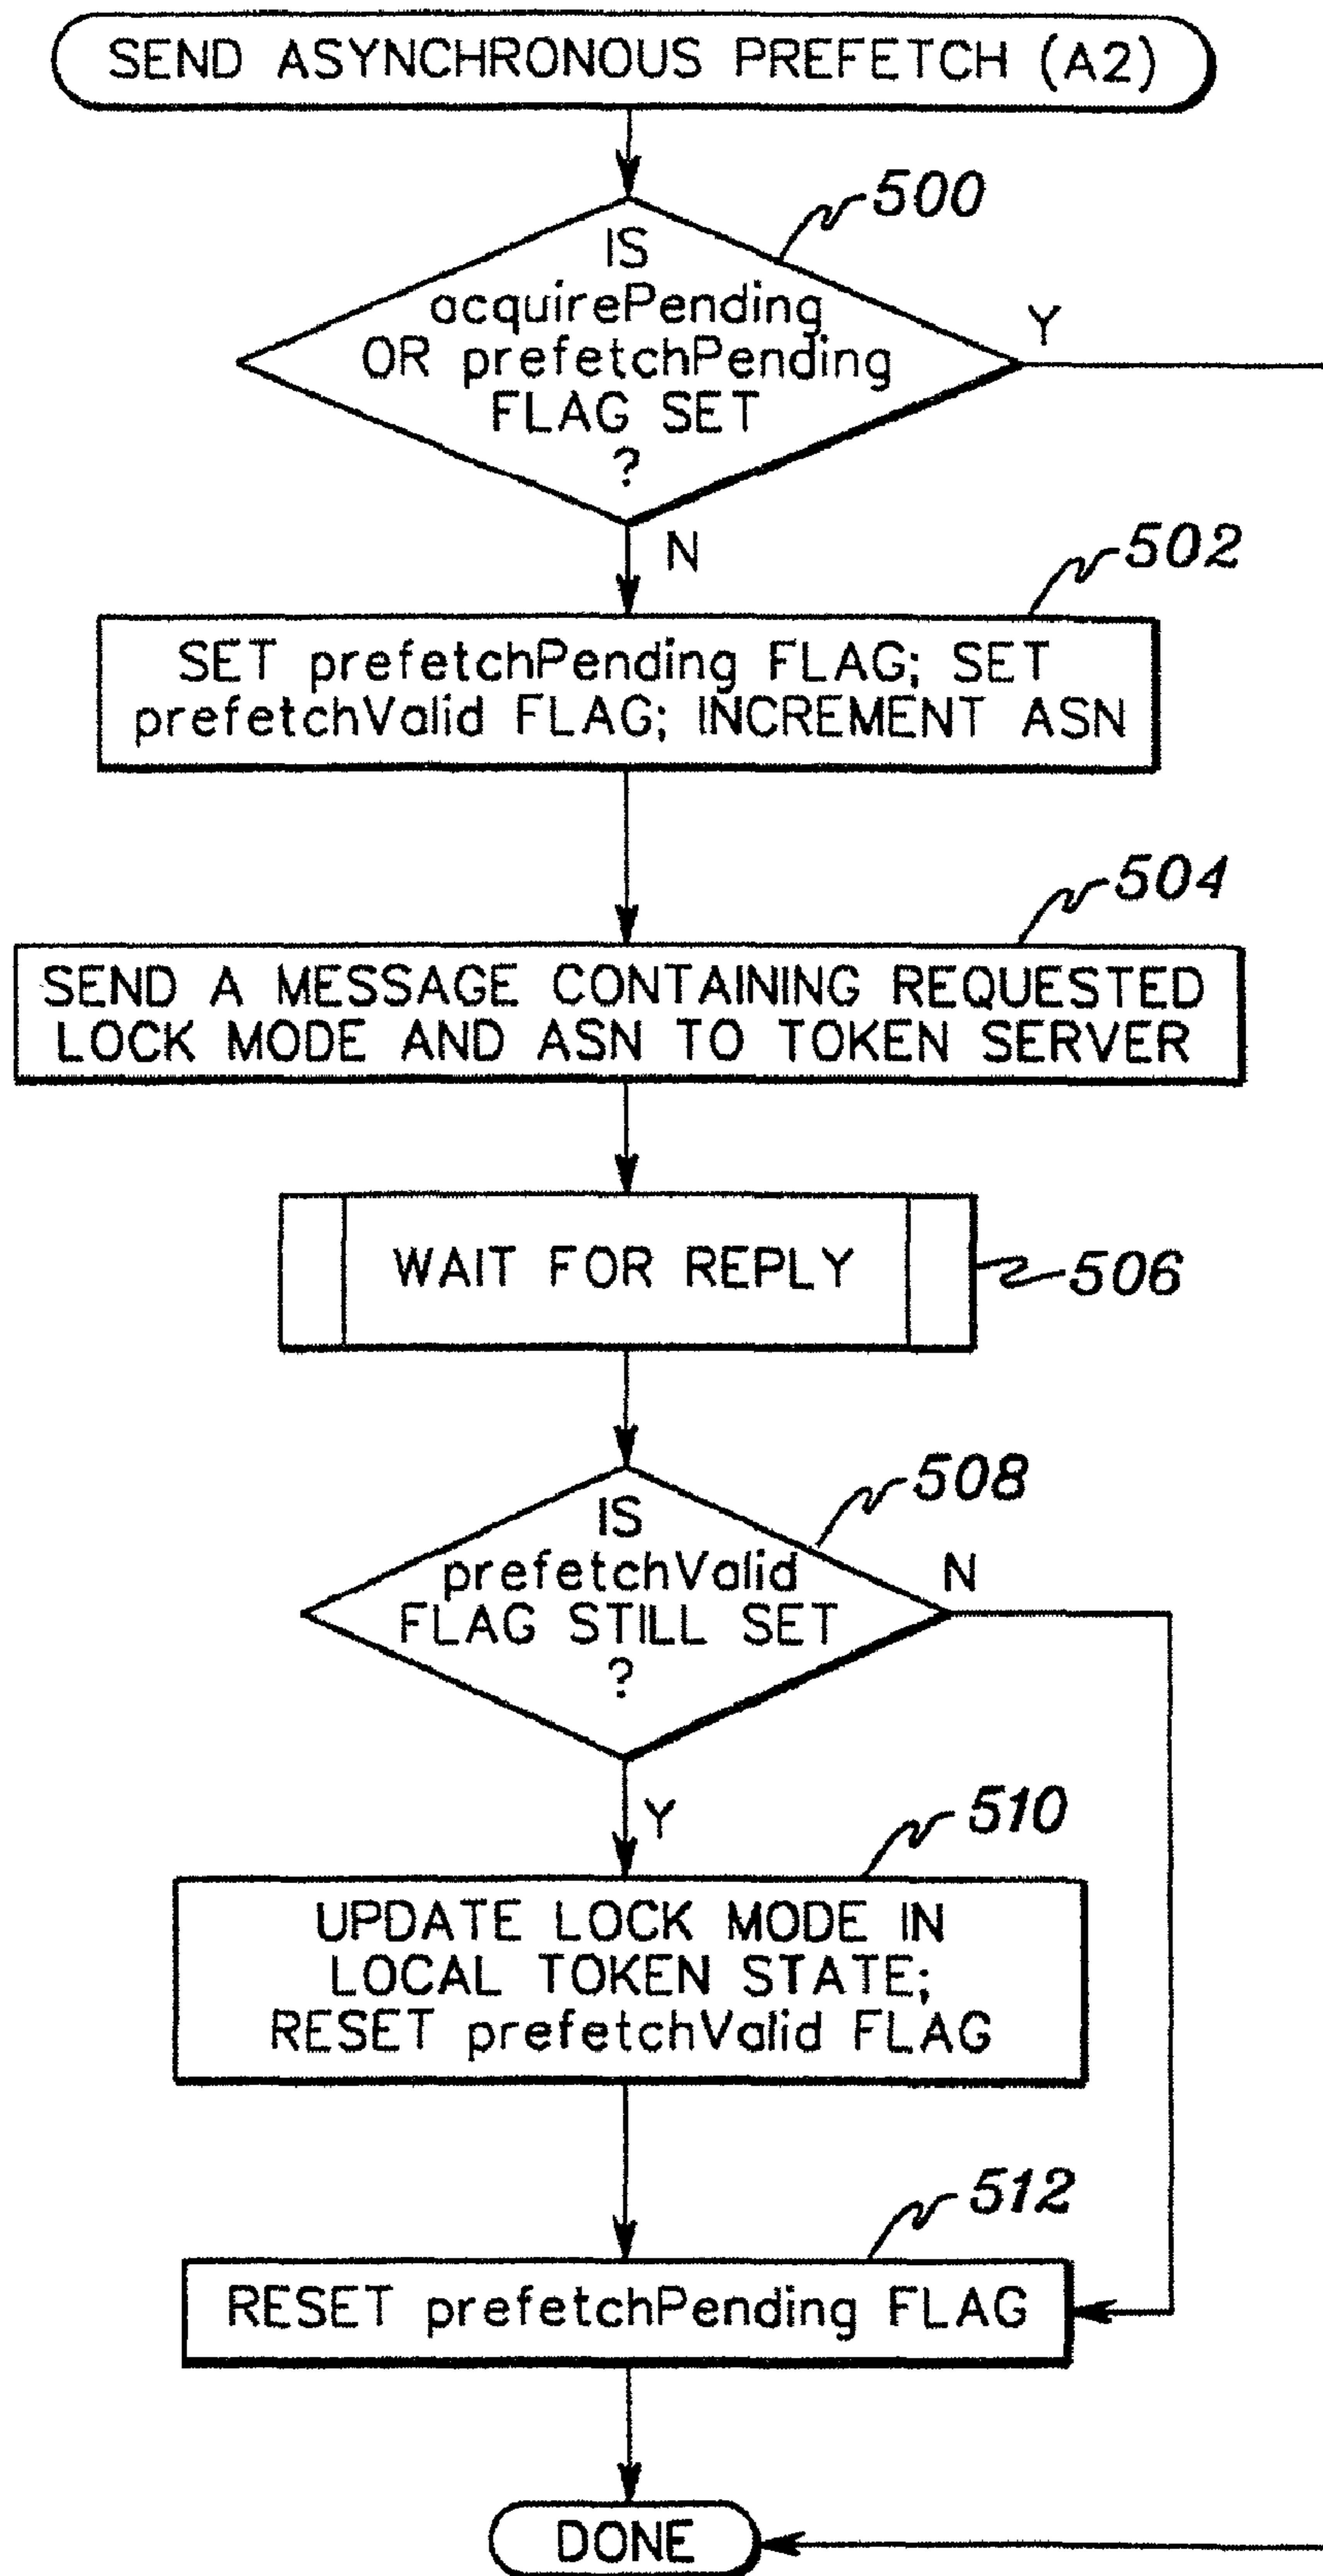 SEND ASYNCHRONOUS PREFETCH (A2)
500
IS
acquirePending
OR prefetchPending
FLAG SET
?
Y
N
502
SET prefetchPending FLAG; SET
prefetchValid FLAG; INCREMENT ASN
504
SEND A MESSAGE CONTAINING REQUESTED
LOCK MODE AND ASN TO TOKEN SERVER
WAIT FOR REPLY
506
508
IS
prefetchValid
FLAG STILL SET
?
N
Y
510
UPDATE LOCK MODE IN
LOCAL TOKEN STATE;
RESET prefetchValid FLAG
512
RESET prefetchPending FLAG
DONE